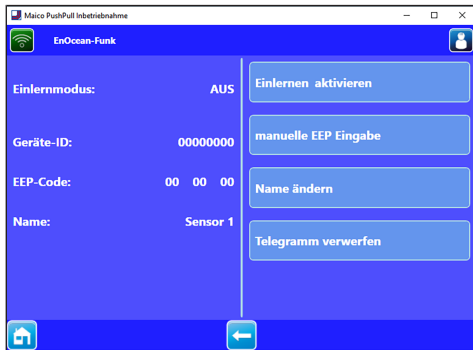 Maico PushPull Inbetriebnahme
EnOcean-Funk
Einlernmodus: AUS
Geräte-ID: 00000000
EEP-Code: 00 00 00
Name: Sensor 1
Einlernen aktivieren
manuelle EEP Eingabe
Name ändern
Telegramm verwerfen